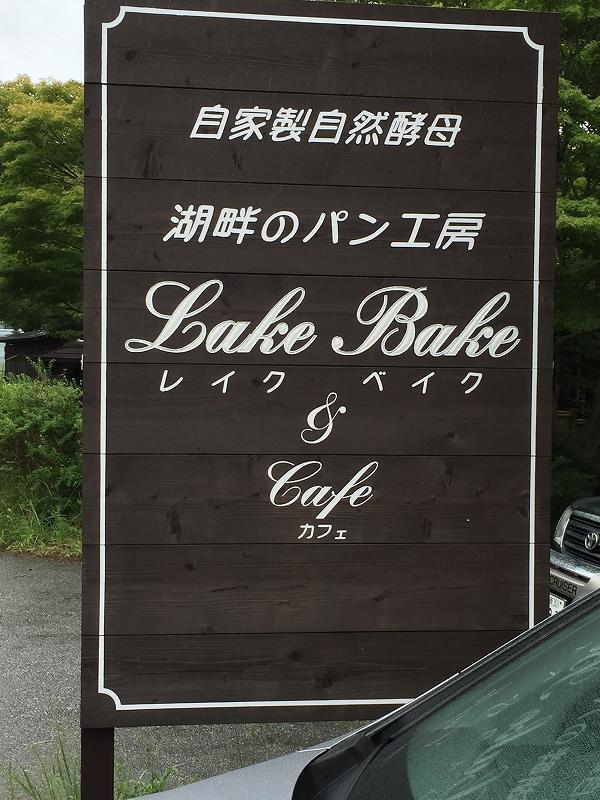 自家製自然酵母
湖畔のパン工房
Lake Bake
レイク ベイク
&
Cafe
カフェ
CRUISER